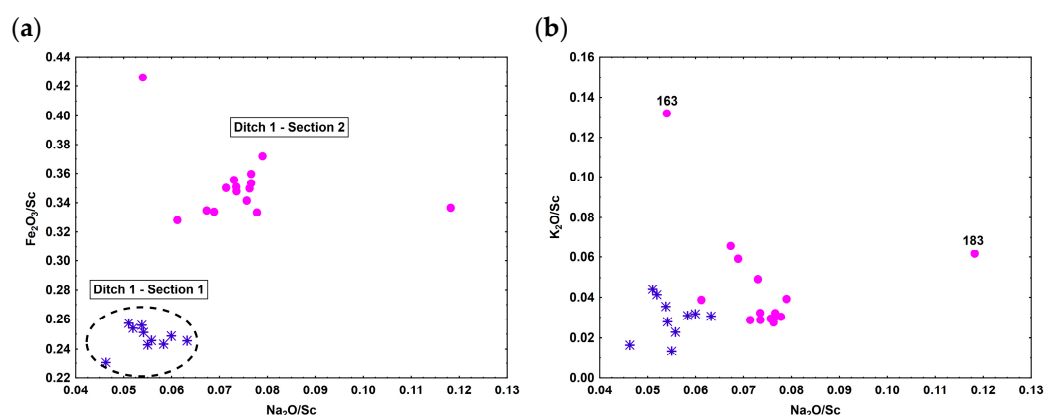 (a)
0.44
0.42
0.40
0.38
0.36
0.34
0.32
0.30
0.28
0.26
0.24
0.22
Fe₂O₃/Sc
Ditch 1 - Section 2
Ditch 1 - Section 1
0.04 0.05 0.06 0.07 0.08 0.09 0.10 0.11 0.12 0.13
Na₂O/Sc
(b)
0.16
0.14
0.12
0.10
0.08
0.06
0.04
0.02
0.00
K₂O/Sc
163
183
0.04 0.05 0.06 0.07 0.08 0.09 0.10 0.11 0.12 0.13
Na₂O/Sc